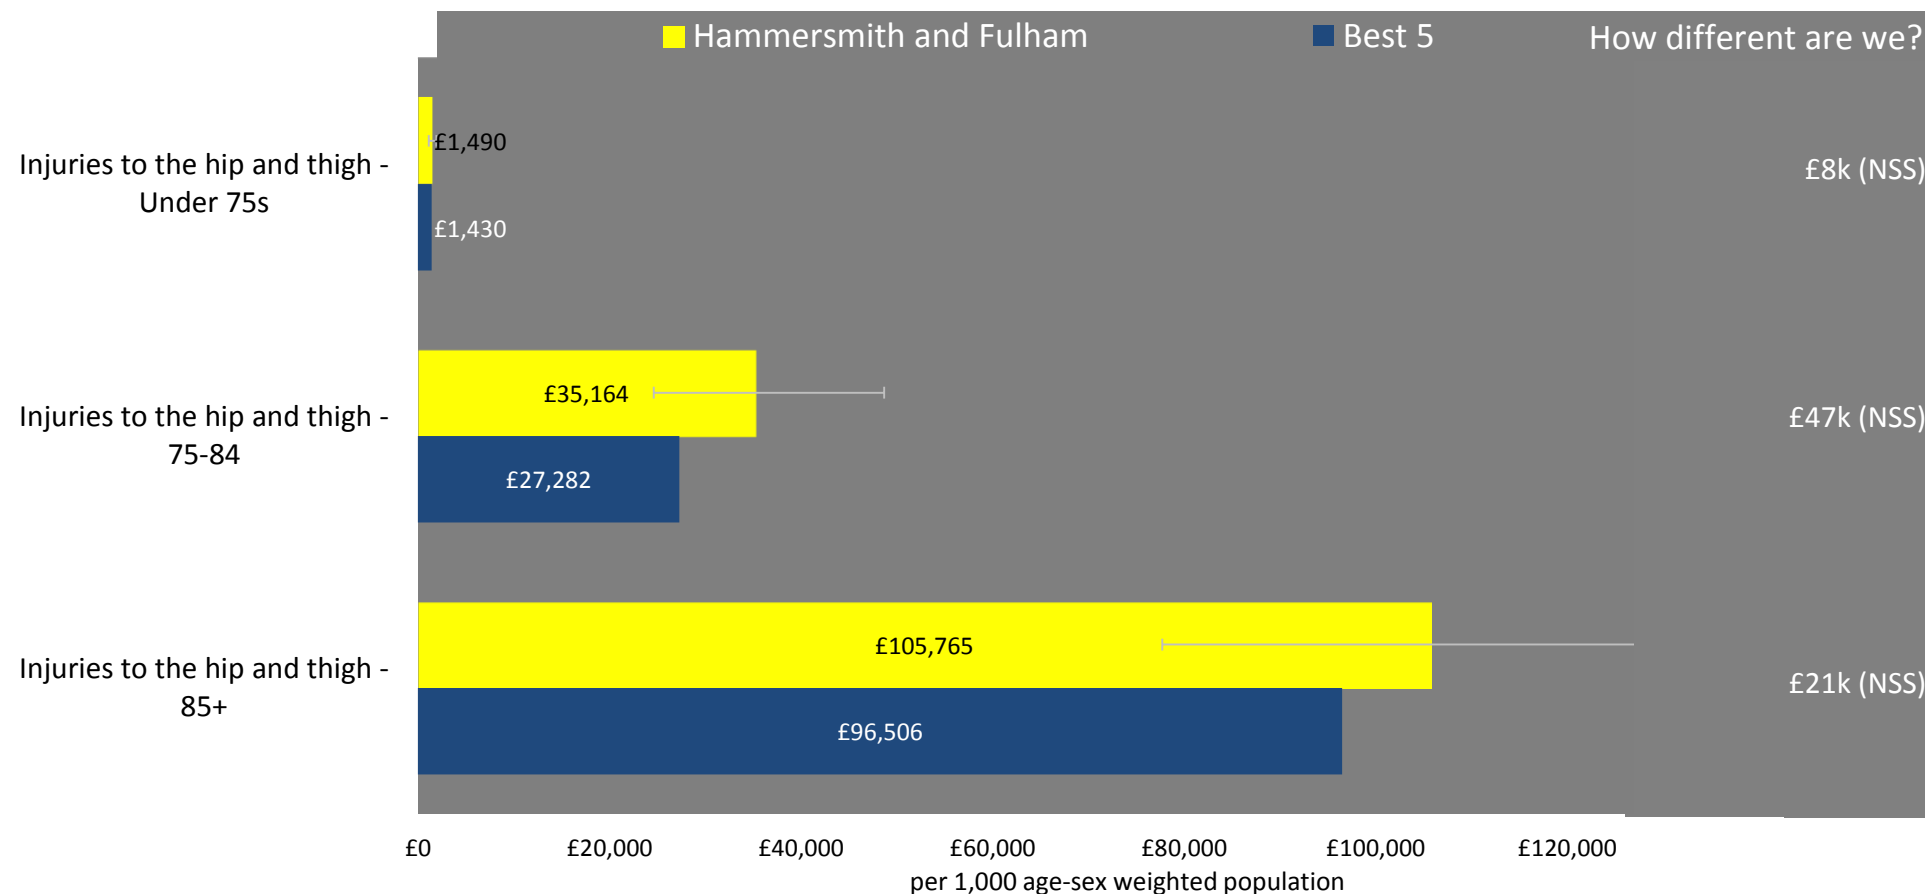 Hammersmith and Fulham
Best 5
How different are we?
Injuries to the hip and thigh -
Under 75s
£1,490
£1,430
£8k (NSS)
Injuries to the hip and thigh -
75-84
£35,164
£27,282
£47k (NSS)
Injuries to the hip and thigh -
85+
£105,765
£96,506
£21k (NSS)
£0 £20,000 £40,000 £60,000 £80,000 £100,000 £120,000
per 1,000 age-sex weighted population